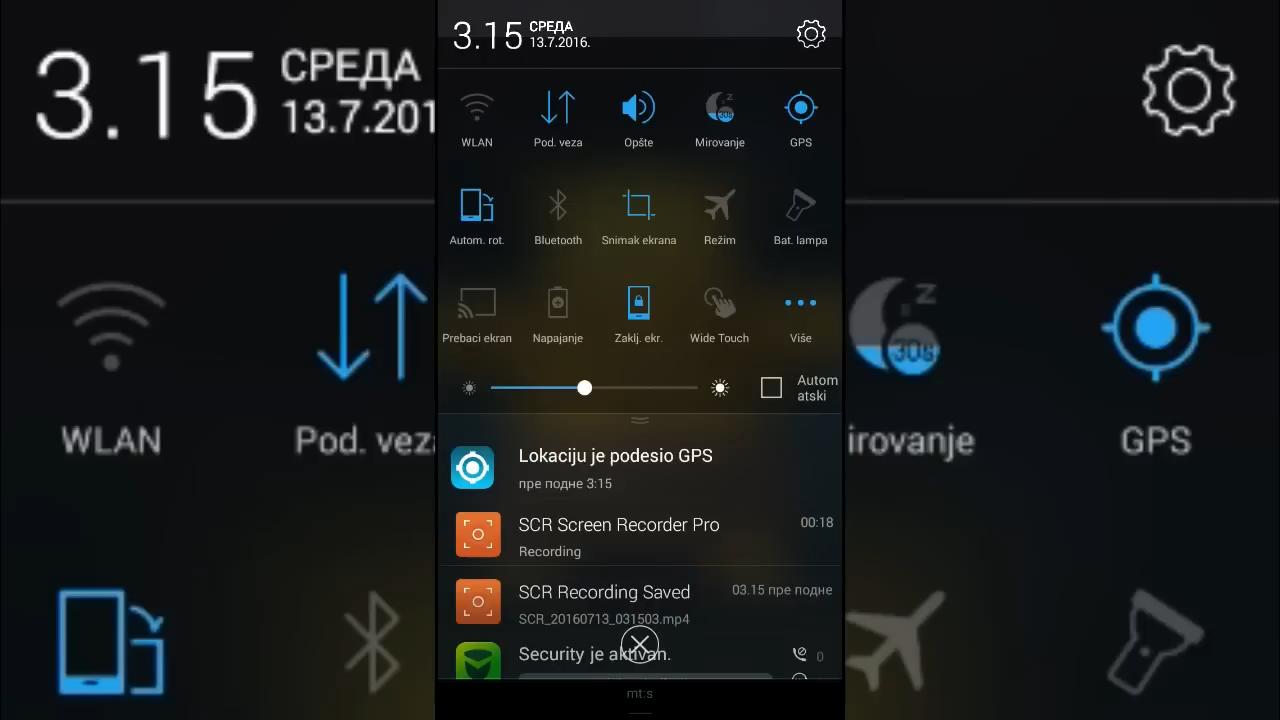 3.15 СРЕДА
13.7.2016.
WLAN Pod. veza Opšte Mirovanje GPS
Autom. rot. Bluetooth Snimak ekrana Režim Bat. lampa
Prebaci ekran Napajanje Zaklj. ekr. Wide Touch Više
Autom
atski
Lokaciju je podesio GPS
пре подне 3:15
SCR Screen Recorder Pro 00:18
Recording
SCR Recording Saved 03.15 пре подне
SCR_20160713_031503.mp4
Security je aktivan. 0
mt:s
3.15 СРЕДА
13.7.201
WLAN Pod. veza
irovanje GPS
30s